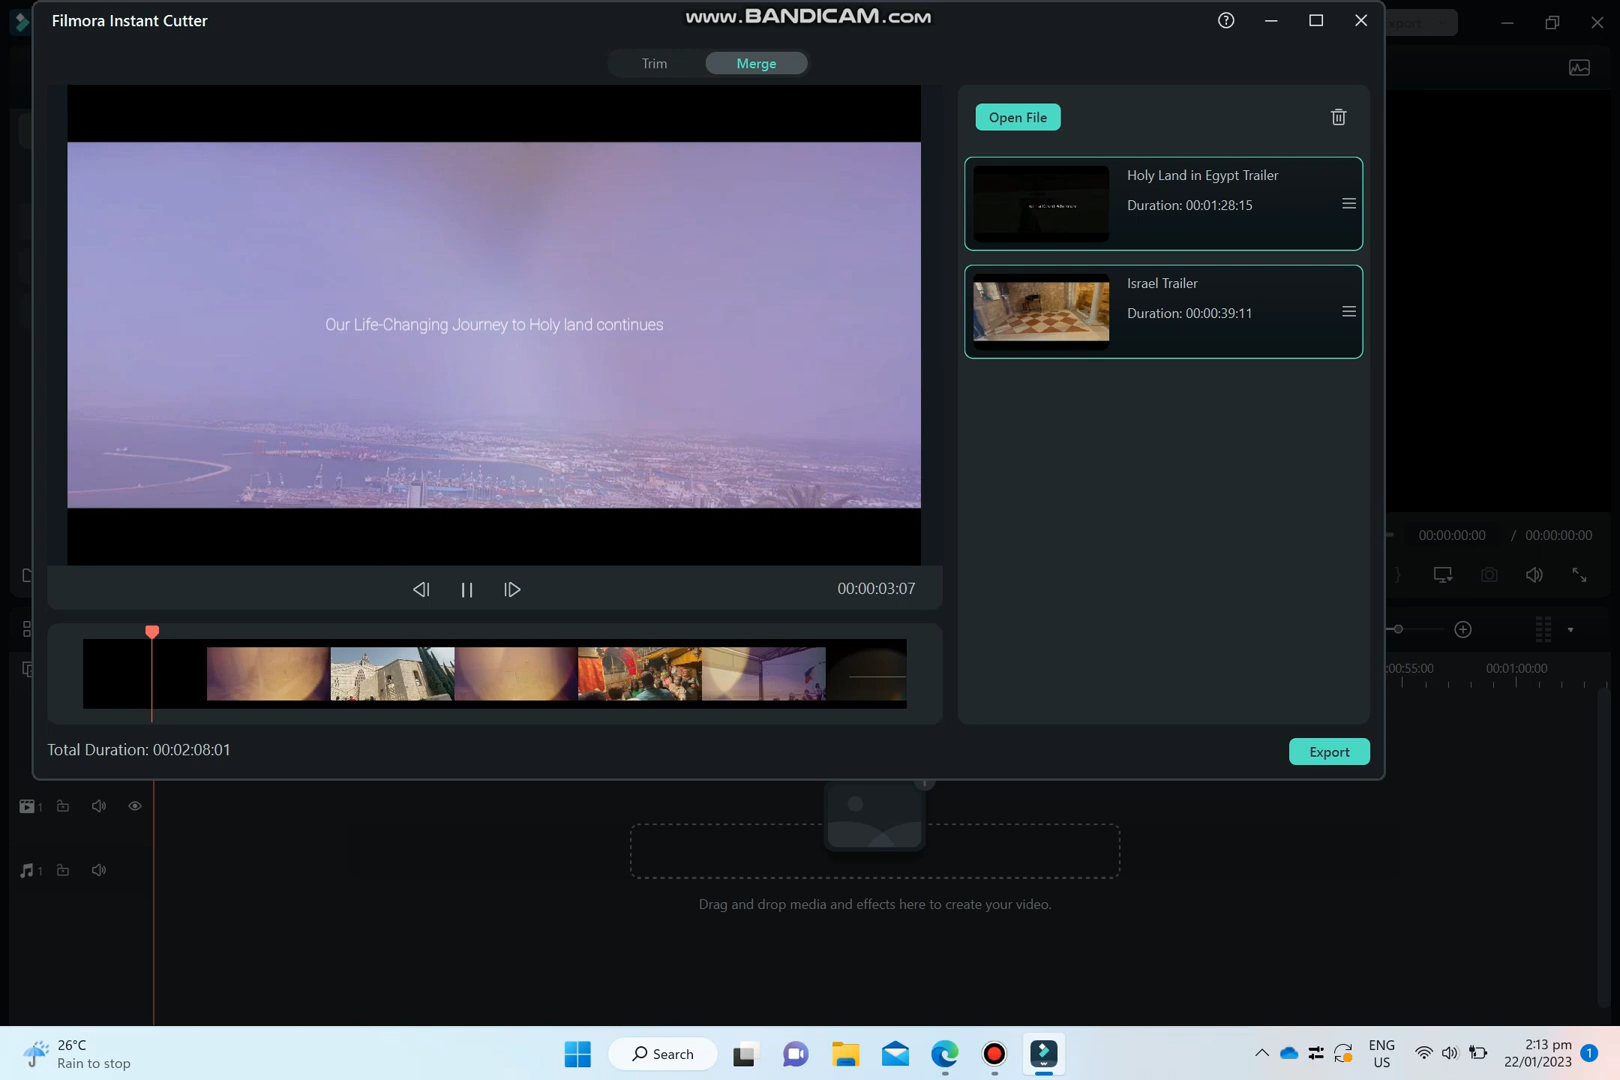 Filmora Instant Cutter
www.BANDICAM.com
Export
Trim
Merge
Open File
Holy Land in Egypt Trailer
Duration: 00:01:28:15
Israel Trailer
Duration: 00:00:39:11
Our Life-Changing Journey to Holy land continues
00:00:03:07
00:00:00:00 / 00:00:00:00
:00:55:00 00:01:00:00
Total Duration: 00:02:08:01
Export
1
1
Drag and drop media and effects here to create your video.
26°C
Rain to stop
Search
ENG
US
2:13 pm
22/01/2023
1